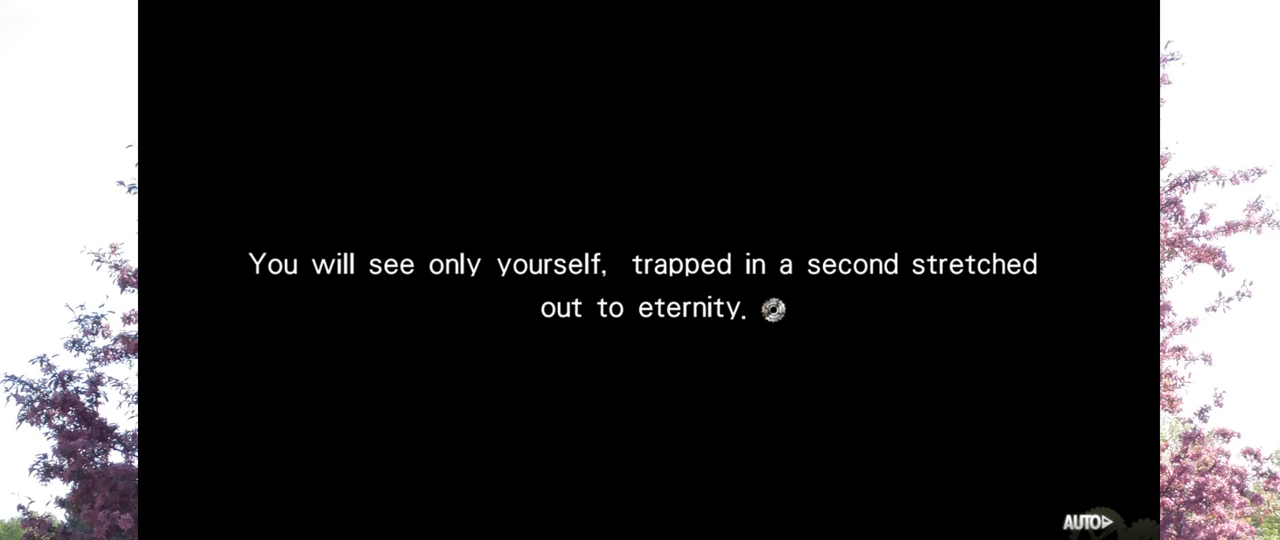 You will see only yourself, trapped in a second stretched
out to eternity.
AUTO